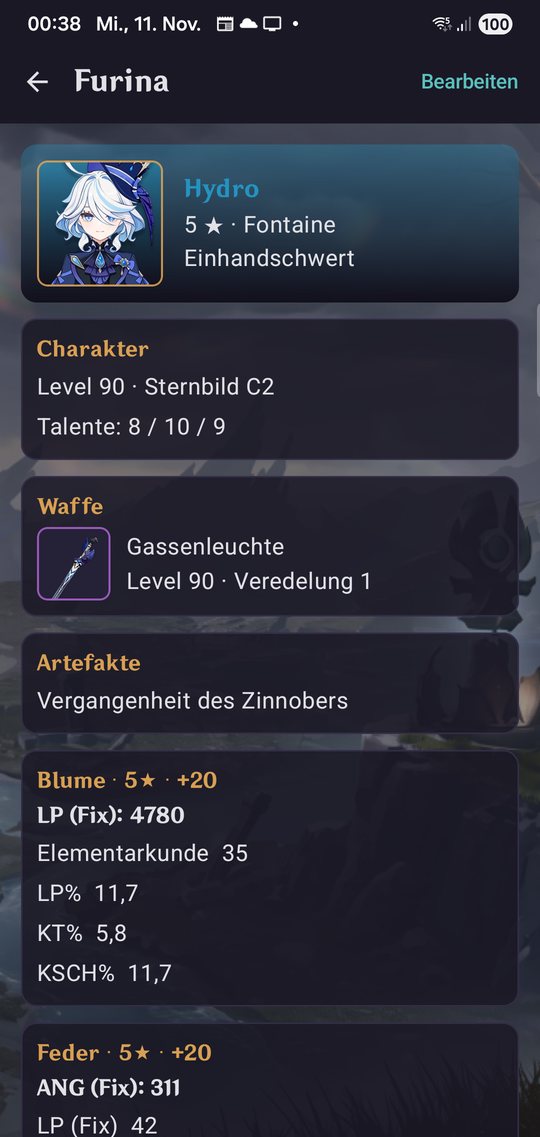 00:38 Mi., 11. Nov. 100
Furina
Bearbeiten
Hydro
5 ★ · Fontaine
Einhandschwert
Charakter
Level 90 · Sternbild C2
Talente: 8 / 10 / 9
Waffe
Gassenleuchte
Level 90 · Veredelung 1
Artefakte
Vergangenheit des Zinnobers
Blume · 5★ · +20
LP (Fix): 4780
Elementarkunde 35
LP% 11,7
KT% 5,8
KSCH% 11,7
Feder · 5★ · +20
ANG (Fix): 311
LP (Fix) 42